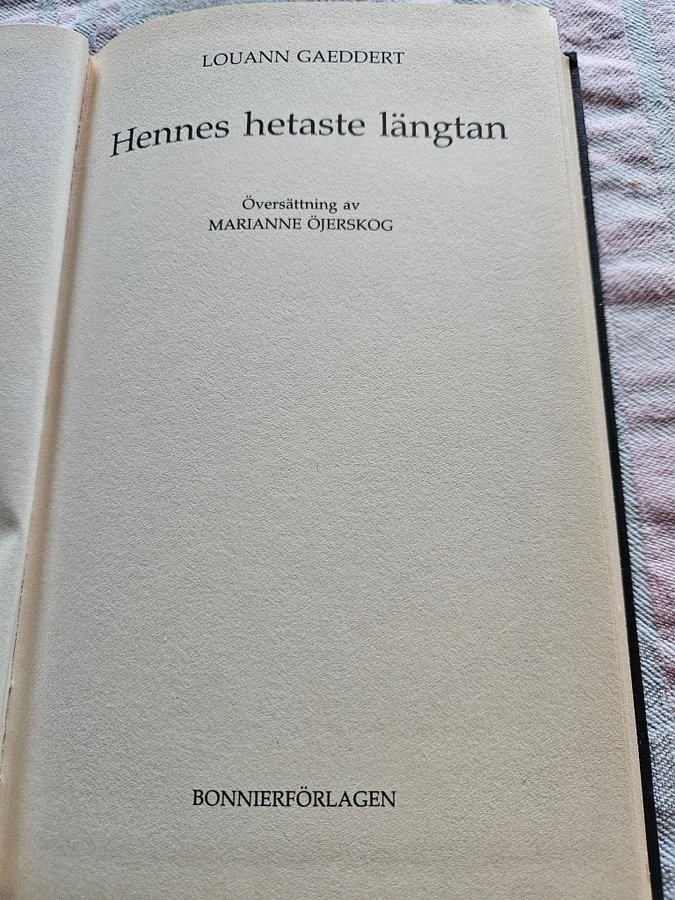 LOUANN GAEDDERT
Hennes hetaste längtan
Översättning av
MARIANNE ÖJERSKOG
BONNIERFÖRLAGEN